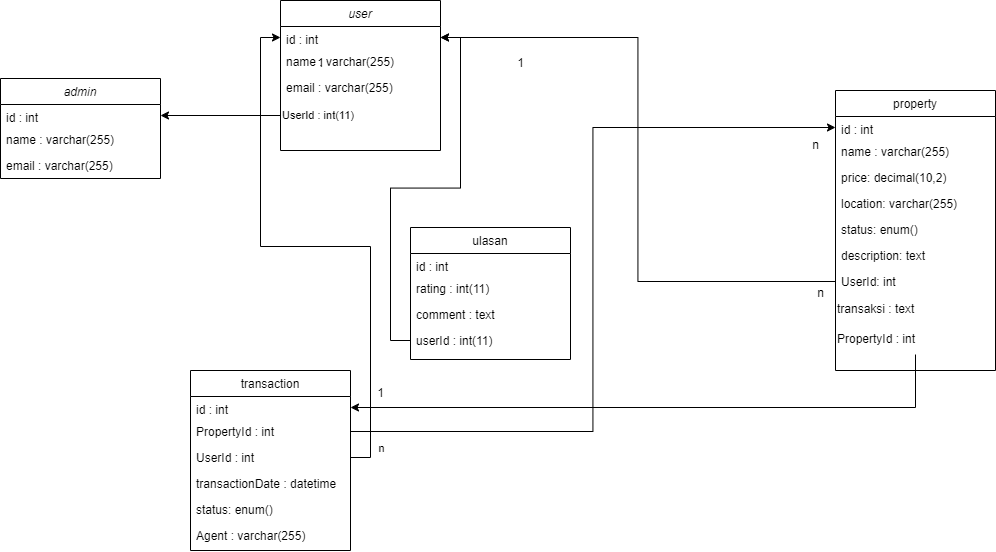 user
id : int
name 1 varchar(255)
email : varchar(255)
UserId : int(11)
1
admin
id : int
name : varchar(255)
email : varchar(255)
property
id : int
name : varchar(255)
price: decimal(10,2)
location: varchar(255)
status: enum()
description: text
UserId: int
transaksi : text
PropertyId : int
n
n
ulasan
id : int
rating : int(11)
comment : text
userId : int(11)
transaction
id : int
PropertyId : int
UserId : int
transactionDate : datetime
status: enum()
Agent : varchar(255)
1
n